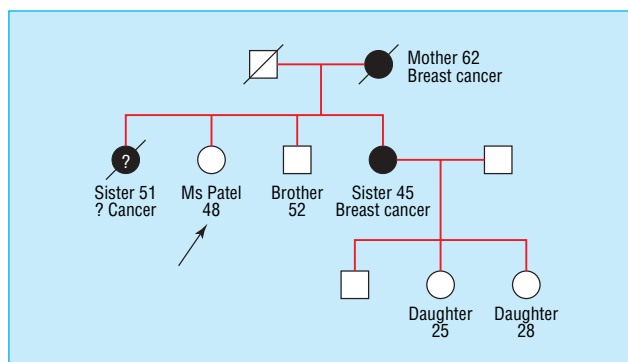 Mother 62
Breast cancer
?
Sister 51
? Cancer
Ms Patel
48
Brother
52
Sister 45
Breast cancer
Daughter
25
Daughter
28